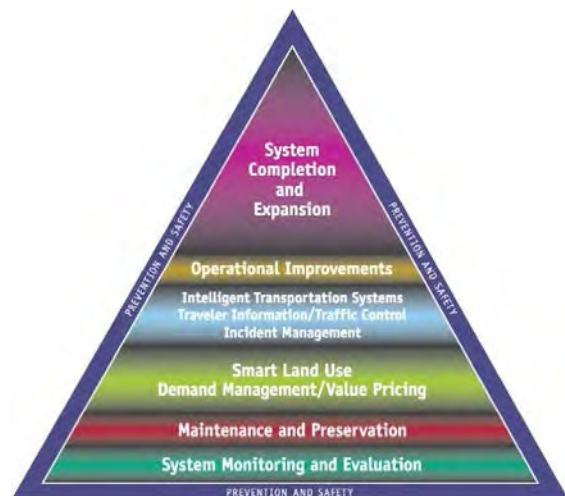 System
Completion
and
Expansion
PREVENTION AND SAFETY
PREVENTION AND SAFETY
Operational Improvements
Intelligent Transportation Systems
Traveler Information/Traffic Control
Incident Management
Smart Land Use
Demand Management/Value Pricing
Maintenance and Preservation
System Monitoring and Evaluation
PREVENTION AND SAFETY